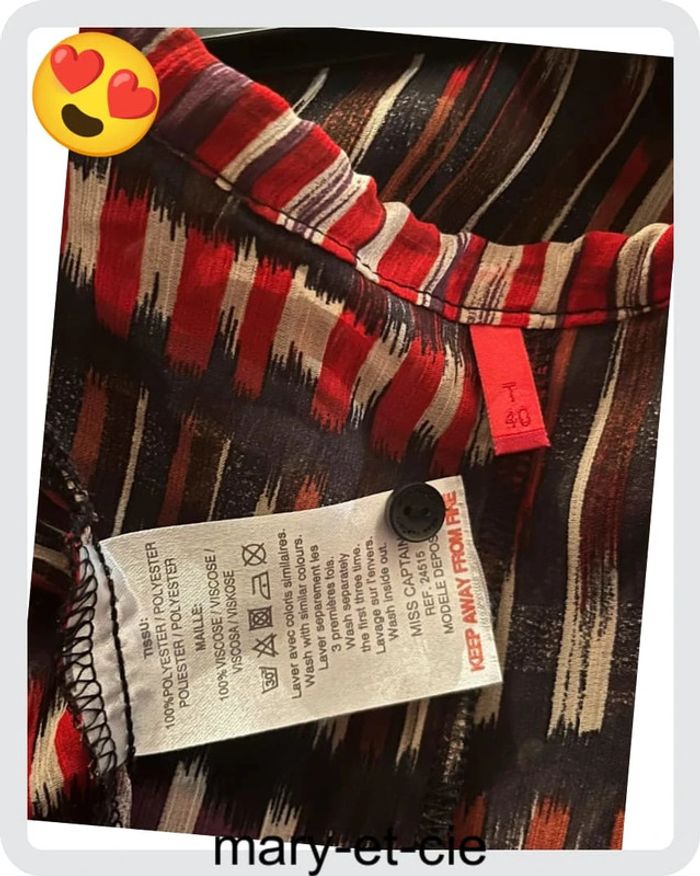 T
40
TISSU:
100%POLYESTER / POLYESTER
POLIESTER / POLYESTER
MAILLE:
100%VISCOSE / VISCOSE /
VISCOSA / VISKOSE
30°
Laver avec coloris similaires.
Wash with similar colours.
Laver separement les
3 premières fois.
Wash separately
the first three time.
Lavage sur l'envers.
Wash inside out.
MISS CAPTAIN
REF. 24515
MODELE DEPOS
KEEP AWAY FROM FIRE
mary-et-cie